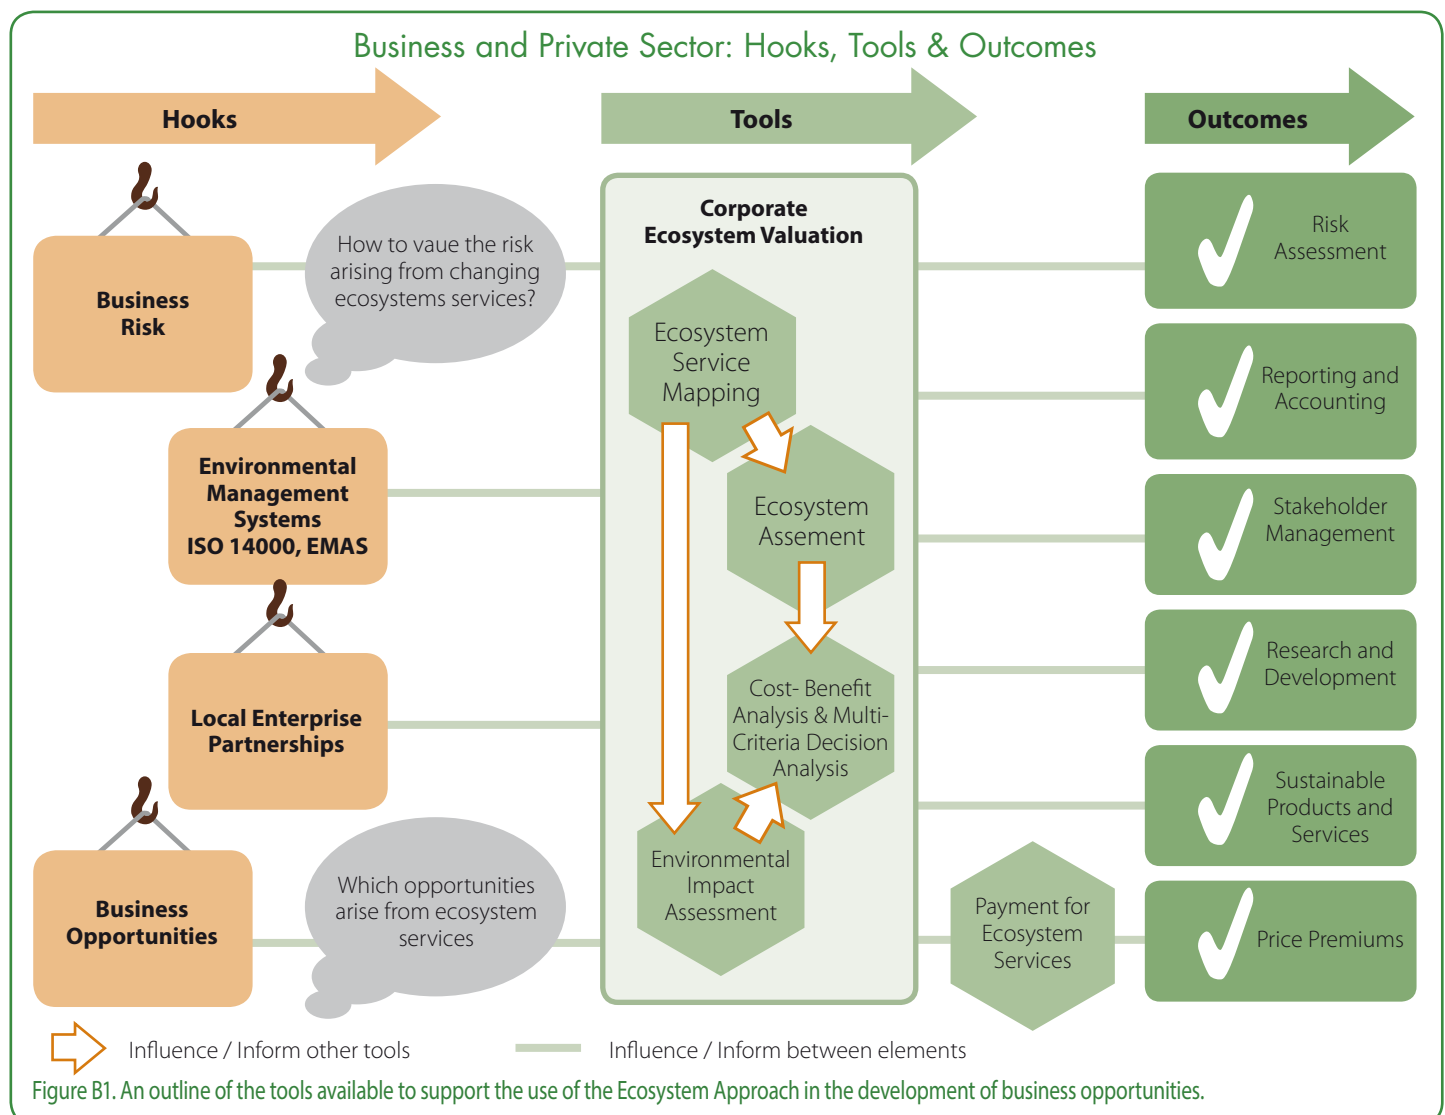 Business and Private Sector: Hooks, Tools & Outcomes
Hooks
Tools
Outcomes
Business
Risk
How to vaue the risk
arising from changing
ecosystems services?
Environmental
Management
Systems
ISO 14000, EMAS
Local Enterprise
Partnerships
Business
Opportunities
Which opportunities
arise from ecosystem
services
Corporate
Ecosystem Valuation
Ecosystem
Service
Mapping
Ecosystem
Assement
Cost- Benefit
Analysis & Multi-
Criteria Decision
Analysis
Environmental
Impact
Assessment
Payment for
Ecosystem
Services
Risk
Assessment
Reporting and
Accounting
Stakeholder
Management
Research and
Development
Sustainable
Products and
Services
Price Premiums
Influence / Inform other tools
Influence / Inform between elements
Figure B1. An outline of the tools available to support the use of the Ecosystem Approach in the development of business opportunities.